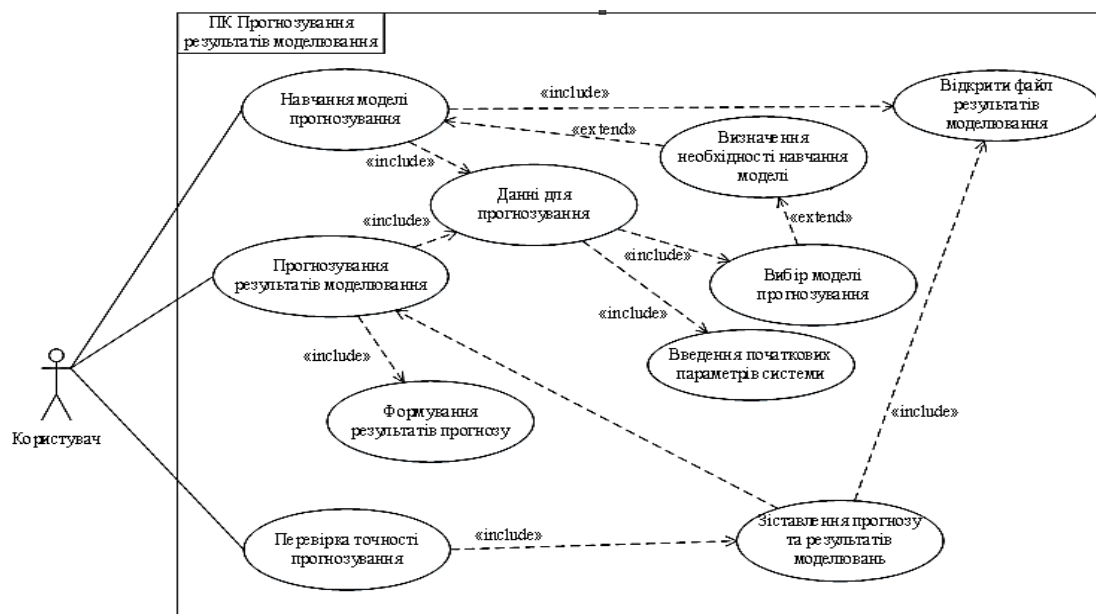 ПК Прогнозування
результатів моделювання
Навчання моделі
прогнозування
«include»
Відкрити файл
результатів
моделювання
«extend»
Визначення
необхідності навчання
моделі
«include»
Данні для
прогнозування
«include»
«extend»
Прогнозування
результатів моделювання
«include»
Вибір моделі
прогнозування
«include»
«include»
Введення початкових
параметрів системи
Формування
результатів прогнозу
«include»
Користувач
Перевірка точності
прогнозування
«include»
Зіставлення прогнозу
та результатів
моделювань